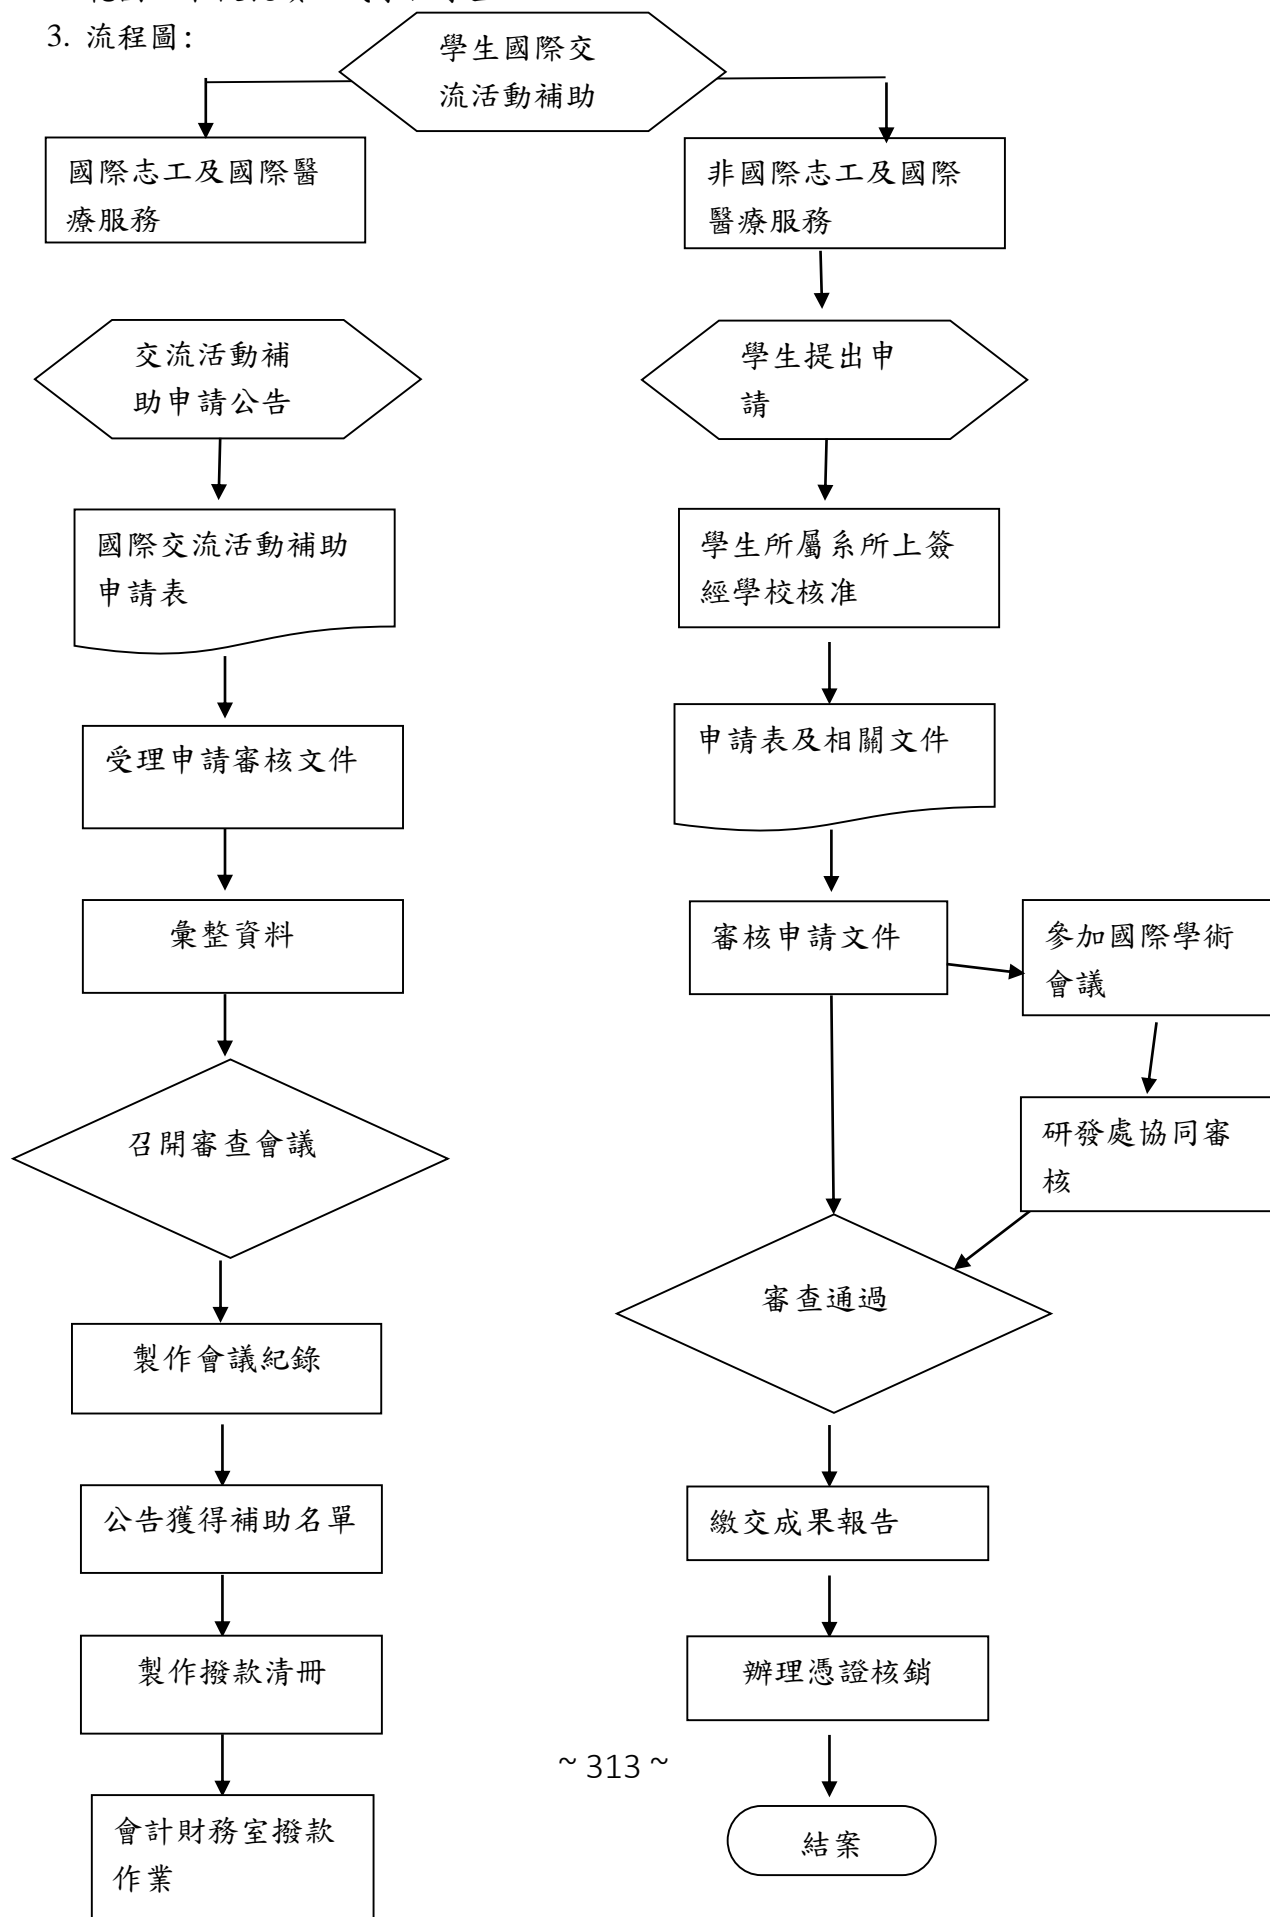 3. 流程圖：
學生國際交
流活動補助
國際志工及國際醫
療服務
非國際志工及國際
醫療服務
交流活動補
助申請公告
學生提出申
請
國際交流活動補助
申請表
學生所屬系所上簽
經學校核准
受理申請審核文件
申請表及相關文件
彙整資料
審核申請文件
參加國際學術
會議
召開審查會議
研發處協同審
核
審查通過
製作會議紀錄
公告獲得補助名單
繳交成果報告
製作撥款清冊
辦理憑證核銷
~ 313 ~
會計財務室撥款
作業
結案